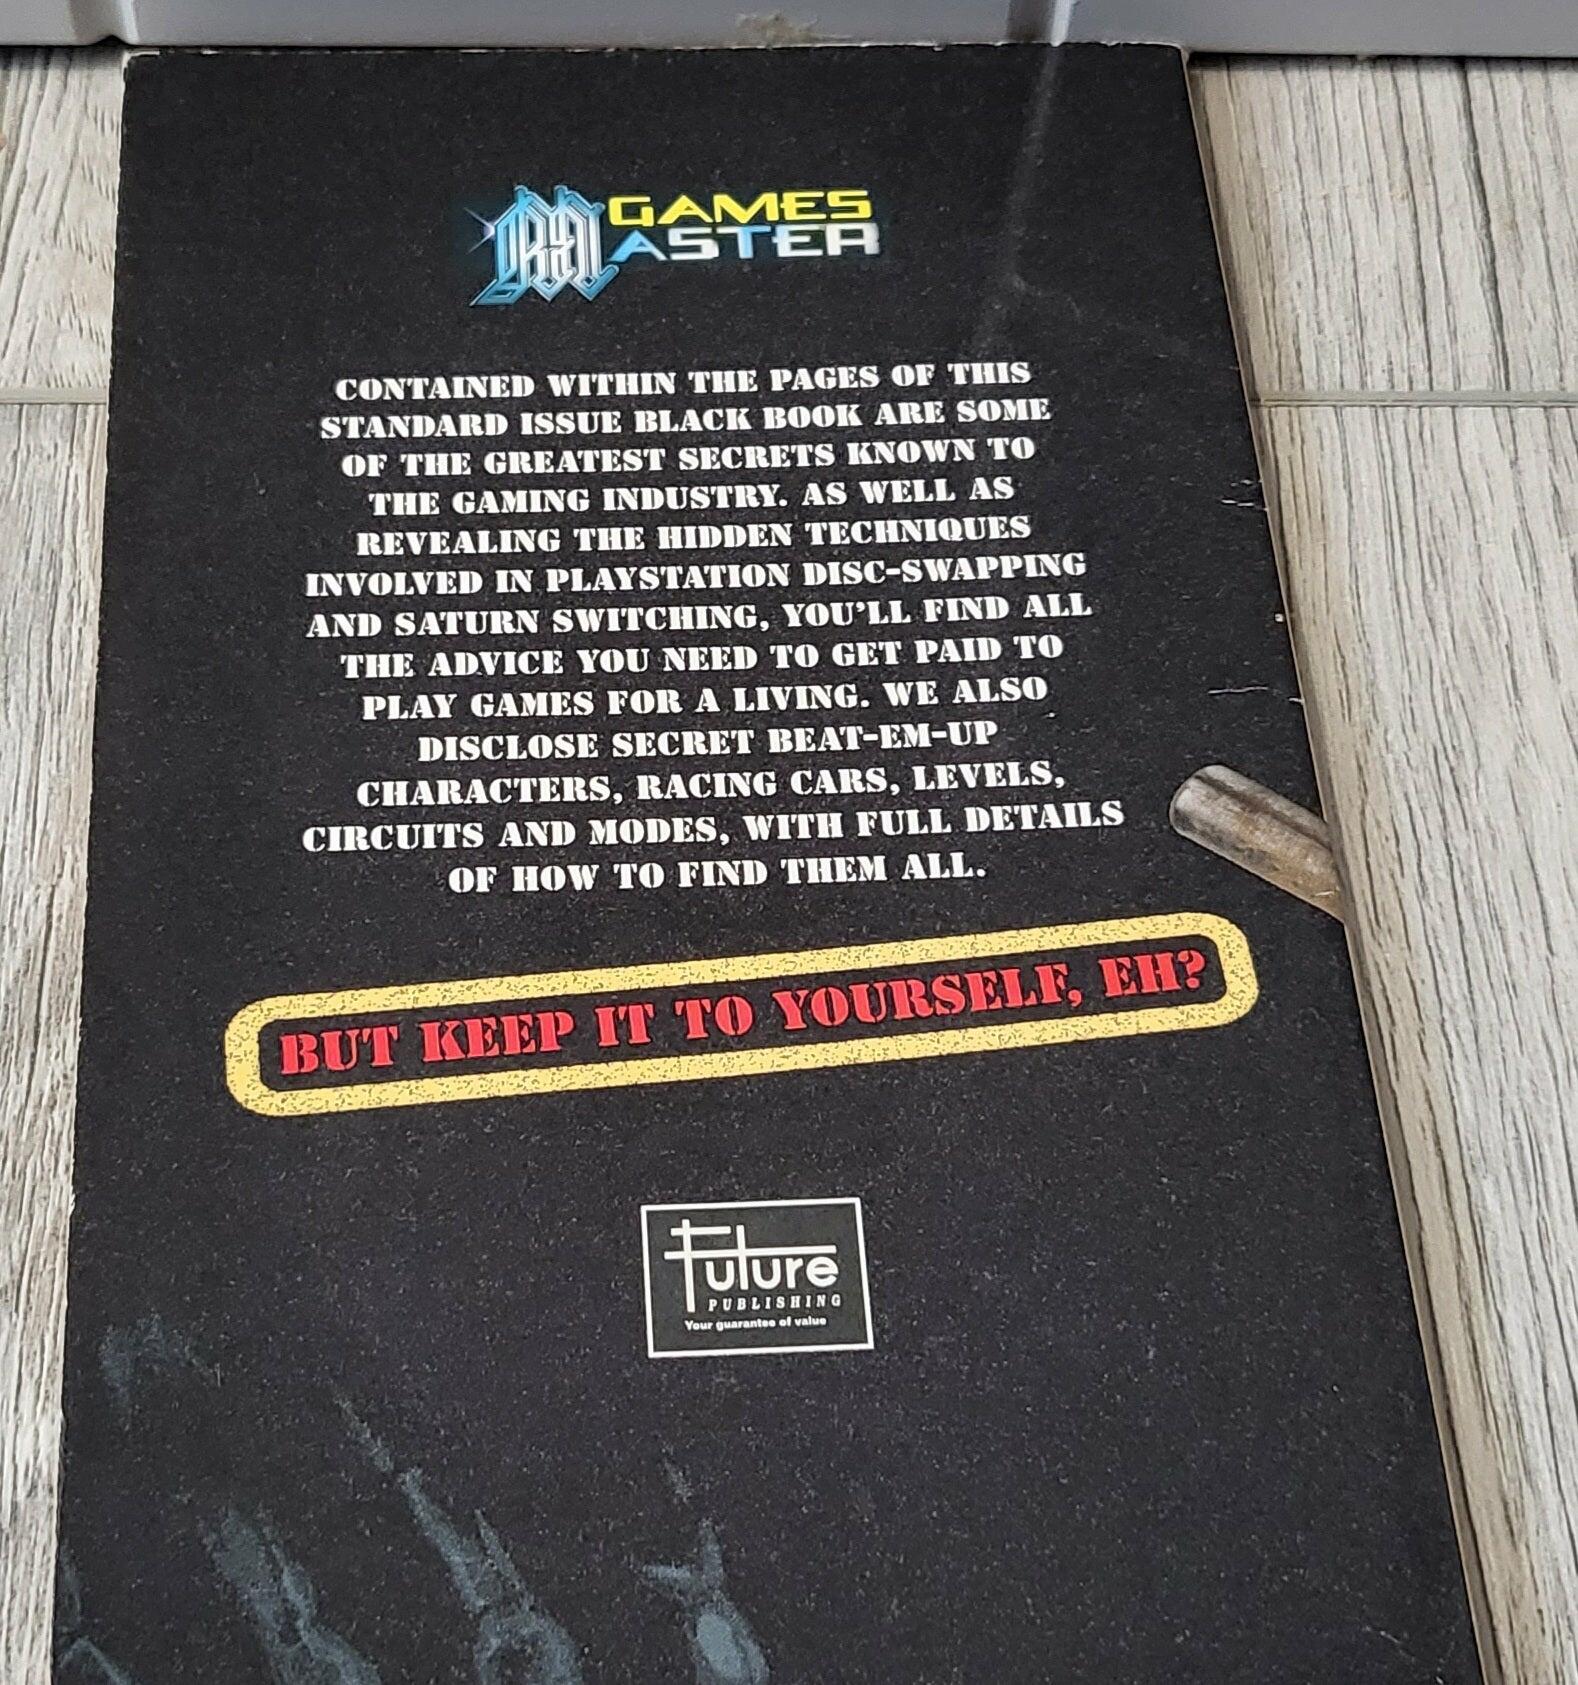 GAMES
MASTER
CONTAINED WITHIN THE PAGES OF THIS
STANDARD ISSUE BLACK BOOK ARE SOME
OF THE GREATEST SECRETS KNOWN TO
THE GAMING INDUSTRY. AS WELL AS
REVEALING THE HIDDEN TECHNIQUES
INVOLVED IN PLAYSTATION DISC-SWAPPING
AND SATURN SWITCHING, YOU'LL FIND ALL
THE ADVICE YOU NEED TO GET PAID TO
PLAY GAMES FOR A LIVING. WE ALSO
DISCLOSE SECRET BEAT-EM-UP
CHARACTERS, RACING CARS, LEVELS,
CIRCUITS AND MODES, WITH FULL DETAILS
OF HOW TO FIND THEM ALL.
BUT KEEP IT TO YOURSELF, EH?
Future
PUBLISHING
Your guarantee of value